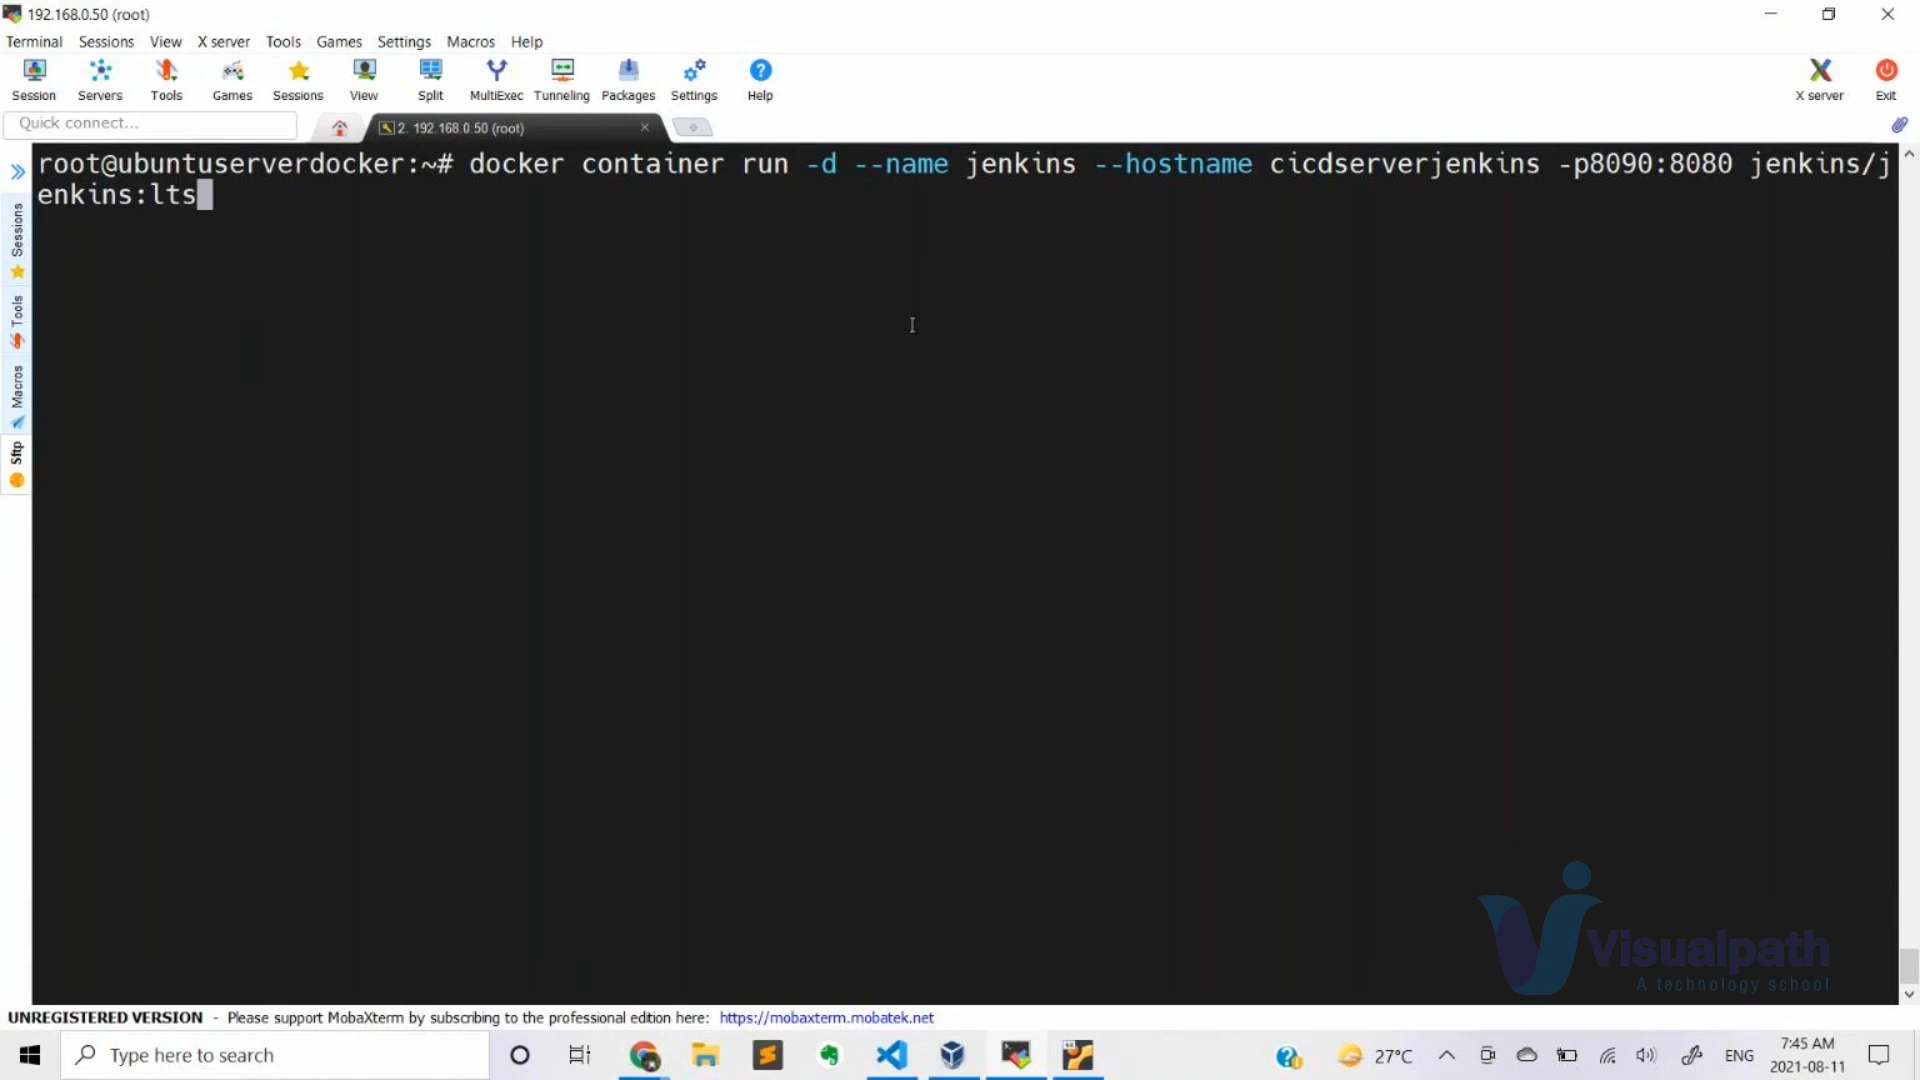 192.168.0.50 (root)
Terminal Sessions View X server Tools Games Settings Macros Help
Session Servers Tools Games Sessions View Split MultiExec Tunneling Packages Settings Help X server Exit
Quick connect...
2. 192.168.0.50 (root)
root@ubuntuserverdocker:~# docker container run -d --name jenkins --hostname cicdserverjenkins -p8090:8080 jenkins/j
enkins:lts
Sessions
Tools
Macros
Sftp
Visualpath
A technology school
UNREGISTERED VERSION - Please support MobaXterm by subscribing to the professional edition here: https://mobaxterm.mobatek.net
Type here to search
27°C
ENG
7:45 AM
2021-08-11